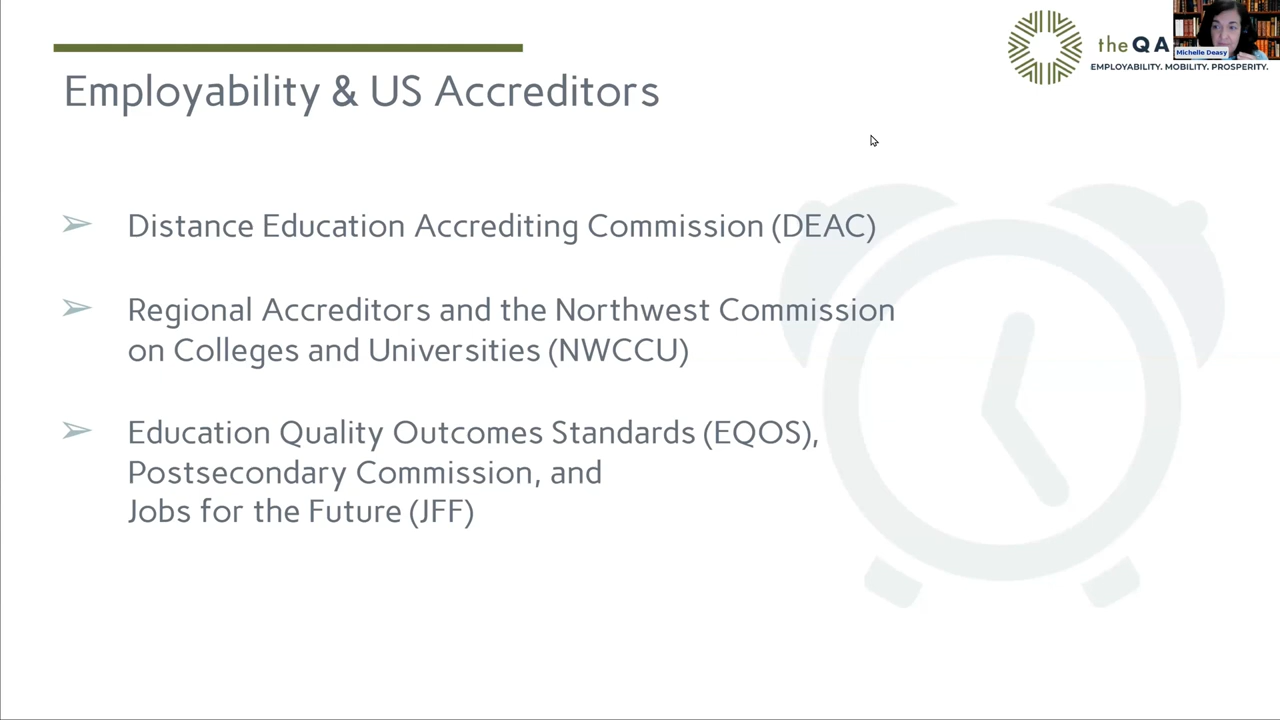 Employability & US Accreditors
theQA
Michelle Deasy
EMPLOYABILITY. MOBILITY. PROSPERITY.
➢ Distance Education Accrediting Commission (DEAC)
➢ Regional Accreditors and the Northwest Commission
on Colleges and Universities (NWCCU)
➢ Education Quality Outcomes Standards (EQOS),
Postsecondary Commission, and
Jobs for the Future (JFF)